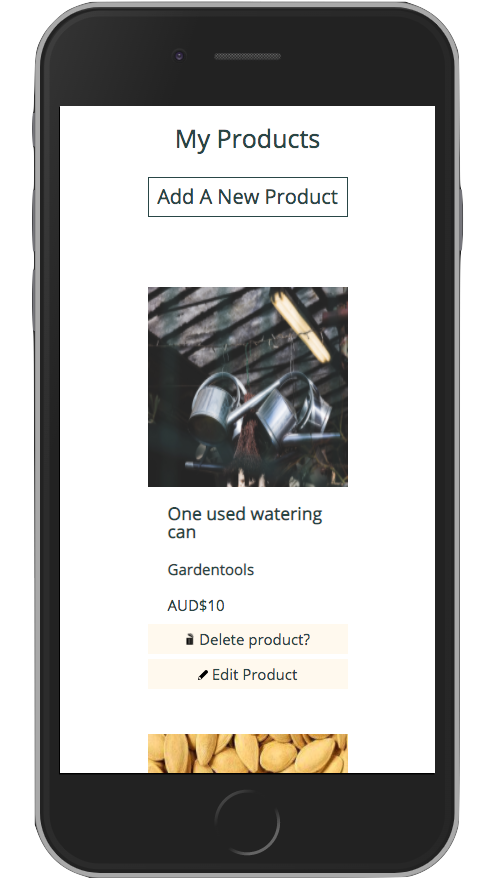 My Products
Add A New Product
One used watering
can
Gardentools
AUD$10
Delete product?
Edit Product